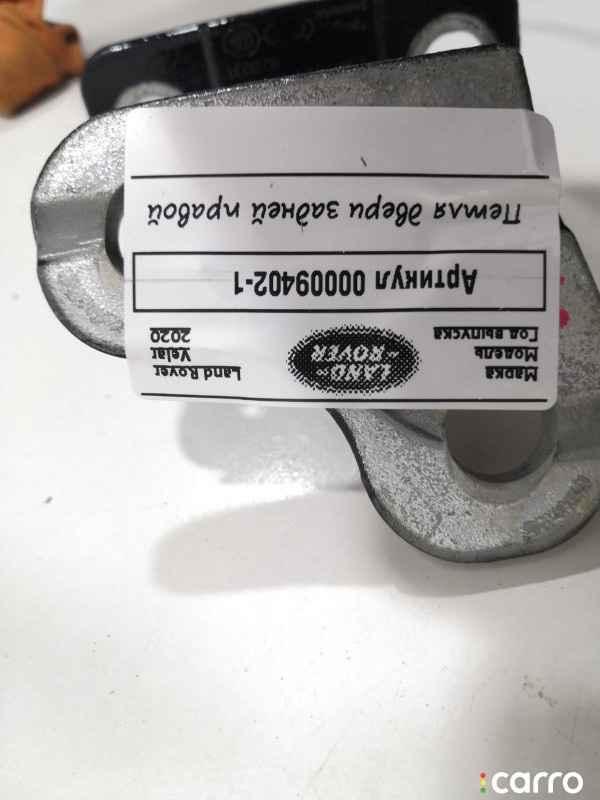 Марка Land Rover
Модель Velar
Год выпуска 2020
LAND-
-ROVER
Артикул 00009402-1
Петля двери задней правой
carro